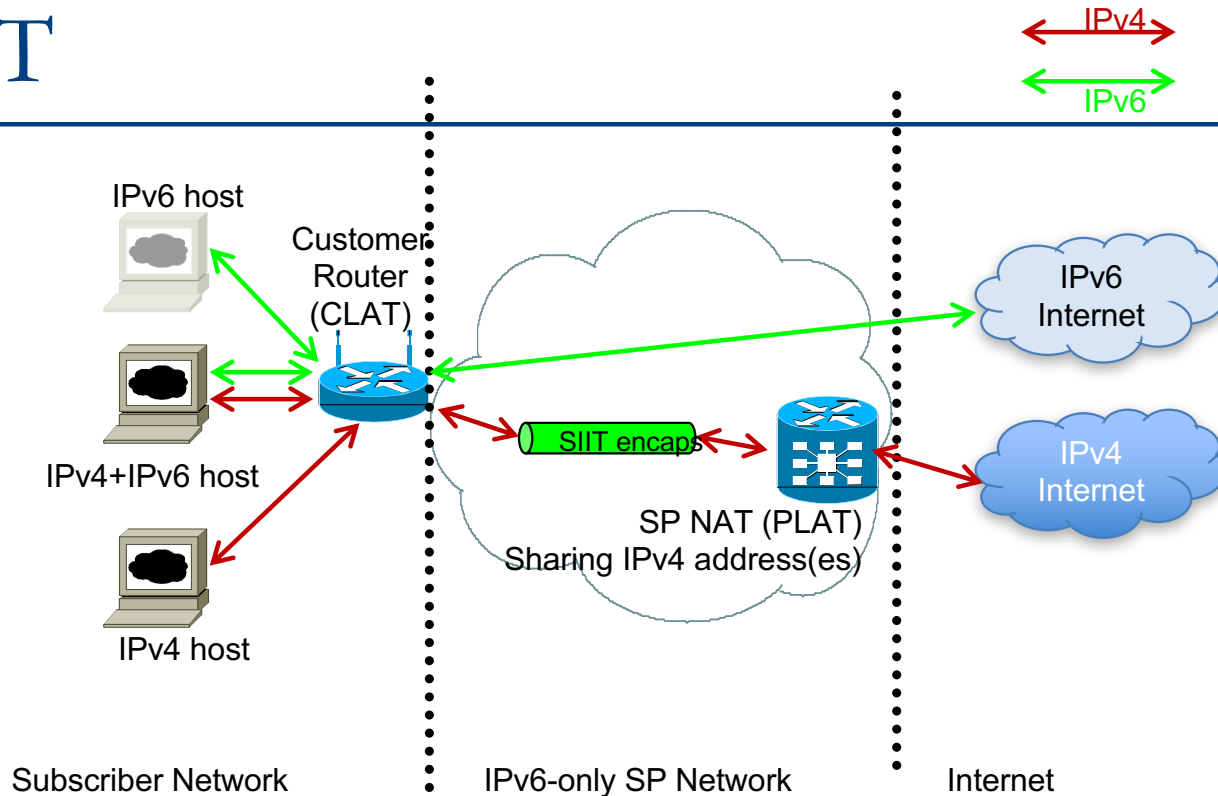 T
IPv4
IPv6
IPv6 host
Customer
Router
(CLAT)
IPv6
Internet
SIIT encaps
IPv4+IPv6 host
IPv4
Internet
SP NAT (PLAT)
Sharing IPv4 address(es)
IPv4 host
Subscriber Network
IPv6-only SP Network
Internet